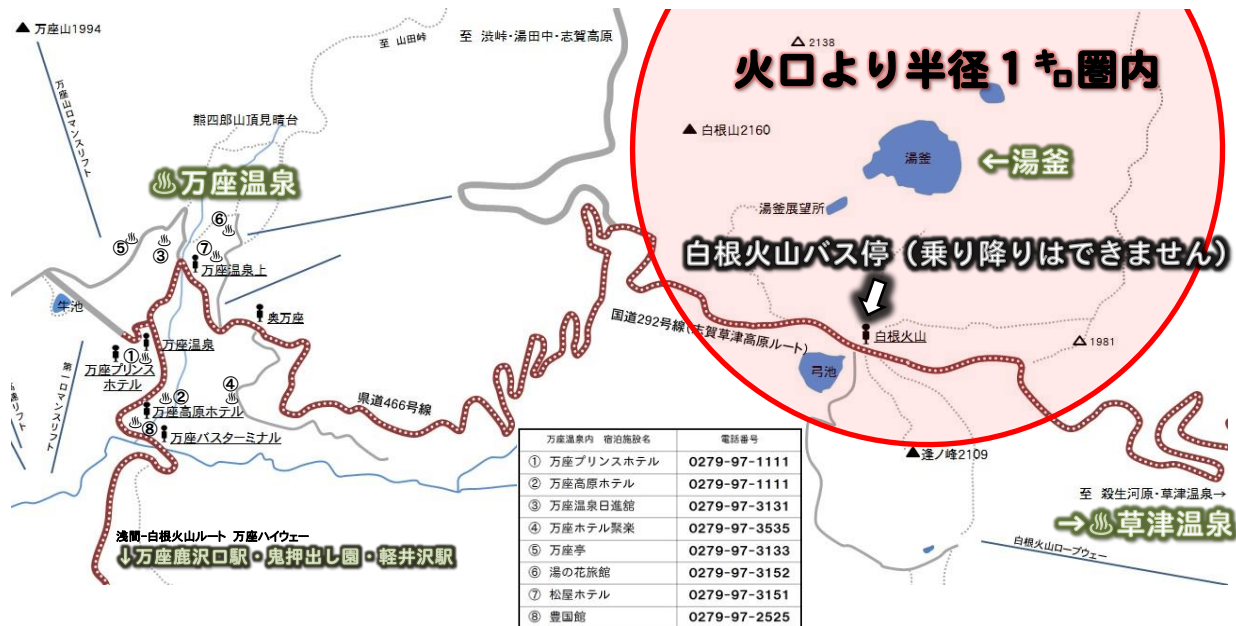 ▲ 万座山1994
至 山田峠
至 渋峠・湯田中・志賀高原
△ 2138
火口より半径１㌔圏内
万座山ロマンスリフト
熊四郎山頂見晴台
▲ 白根山2160
湯釜
←湯釜
♨万座温泉
湯釜展望所
⑥
⑤
③
⑦
万座温泉上
白根火山バス停（乗り降りはできません）
牛池
奥万座
国道292号線(志賀草津高原ルート)
白根火山
万座温泉
①
万座プリンス
ホテル
△ 1981
弓池
第一ロマンスリフト
④
②
万座高原ホテル
県道466号線
⑧
万座バスターミナル
▲逢ノ峰2109
万座温泉内 宿泊施設名 電話番号
① 万座プリンスホテル 0279-97-1111
② 万座高原ホテル 0279-97-1111
③ 万座温泉日進館 0279-97-3131
④ 万座ホテル聚楽 0279-97-3535
⑤ 万座亭 0279-97-3133
⑥ 湯の花旅館 0279-97-3152
⑦ 松屋ホテル 0279-97-3151
⑧ 豊国館 0279-97-2525
至 殺生河原・草津温泉→
→♨草津温泉
白根火山ロープウェー
浅間-白根火山ルート 万座ハイウェー
↓万座鹿沢口駅・鬼押出し園・軽井沢駅